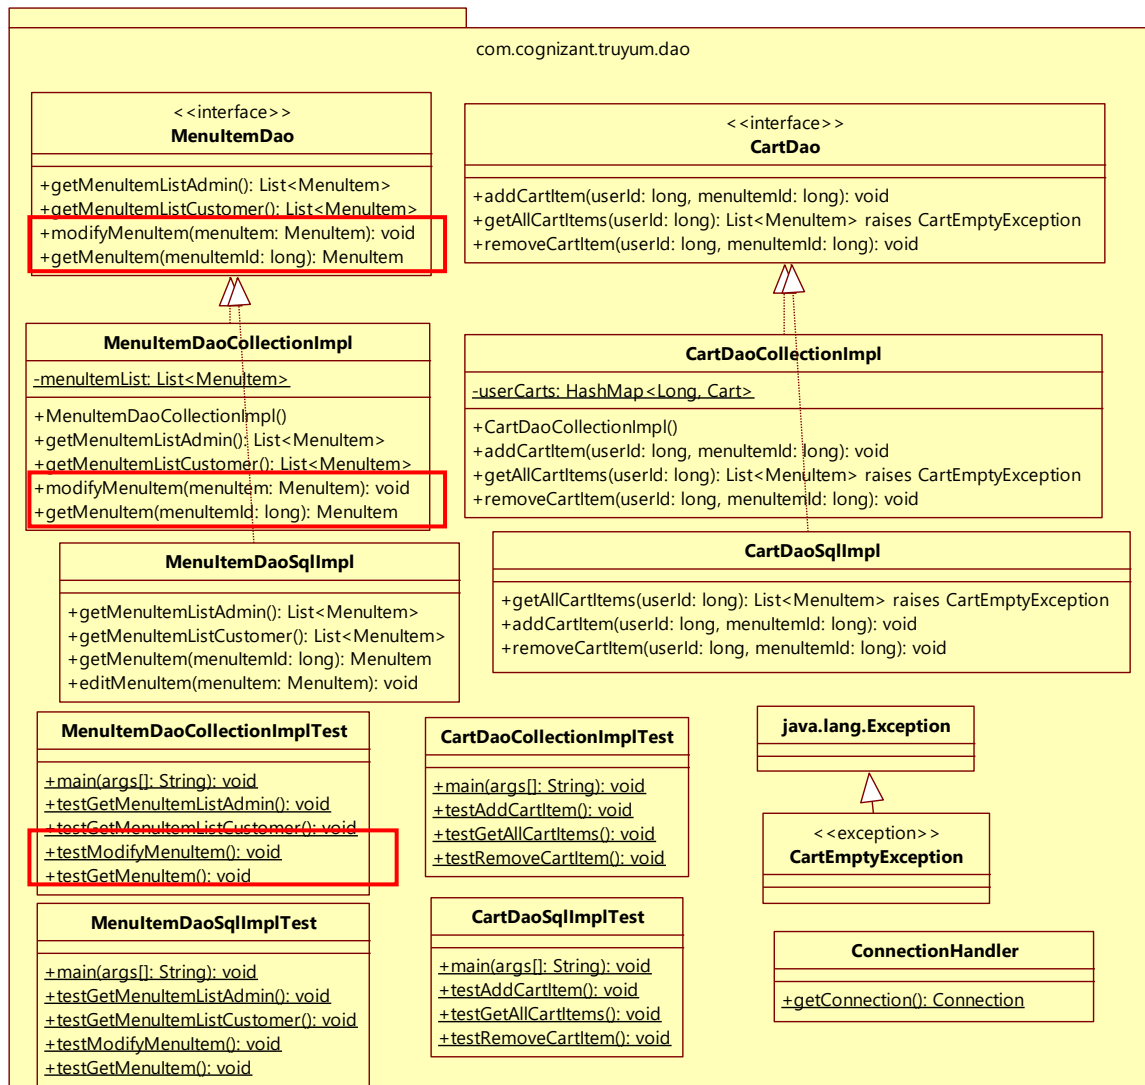 com.cognizant.truyum.dao
<<interface>>
MenuItemDao
+getMenuItemListAdmin(): List<MenuItem>
+getMenuItemListCustomer(): List<MenuItem>
+modifyMenuItem(menuItem: MenuItem): void
+getMenuItem(menuItemId: long): MenuItem
<<interface>>
CartDao
+addCartItem(userId: long, menuItemId: long): void
+getAllCartItems(userId: long): List<MenuItem> raises CartEmptyException
+removeCartItem(userId: long, menuItemId: long): void
MenuItemDaoCollectionImpl
-menuItemList: List<MenuItem>
+MenuItemDaoCollectionImpl()
+getMenuItemListAdmin(): List<MenuItem>
+getMenuItemListCustomer(): List<MenuItem>
+modifyMenuItem(menuItem: MenuItem): void
+getMenuItem(menuItemId: long): MenuItem
CartDaoCollectionImpl
-userCarts: HashMap<Long, Cart>
+CartDaoCollectionImpl()
+addCartItem(userId: long, menuItemId: long): void
+getAllCartItems(userId: long): List<MenuItem> raises CartEmptyException
+removeCartItem(userId: long, menuItemId: long): void
MenuItemDaoSqlImpl
+getMenuItemListAdmin(): List<MenuItem>
+getMenuItemListCustomer(): List<MenuItem>
+getMenuItem(menuItemId: long): MenuItem
+editMenuItem(menuItem: MenuItem): void
CartDaoSqlImpl
+getAllCartItems(userId: long): List<MenuItem> raises CartEmptyException
+addCartItem(userId: long, menuItemId: long): void
+removeCartItem(userId: long, menuItemId: long): void
MenuItemDaoCollectionImplTest
+main(args[]: String): void
+testGetMenuItemListAdmin(): void
+testGetMenuItemListCustomer(): void
+testModifyMenuItem(): void
+testGetMenuItem(): void
CartDaoCollectionImplTest
+main(args[]: String): void
+testAddCartItem(): void
+testGetAllCartItems(): void
+testRemoveCartItem(): void
java.lang.Exception
<<exception>>
CartEmptyException
MenuItemDaoSqlImplTest
+main(args[]: String): void
+testGetMenuItemListAdmin(): void
+testGetMenuItemListCustomer(): void
+testModifyMenuItem(): void
+testGetMenuItem(): void
CartDaoSqlImplTest
+main(args[]: String): void
+testAddCartItem(): void
+testGetAllCartItems(): void
+testRemoveCartItem(): void
ConnectionHandler
+getConnection(): Connection